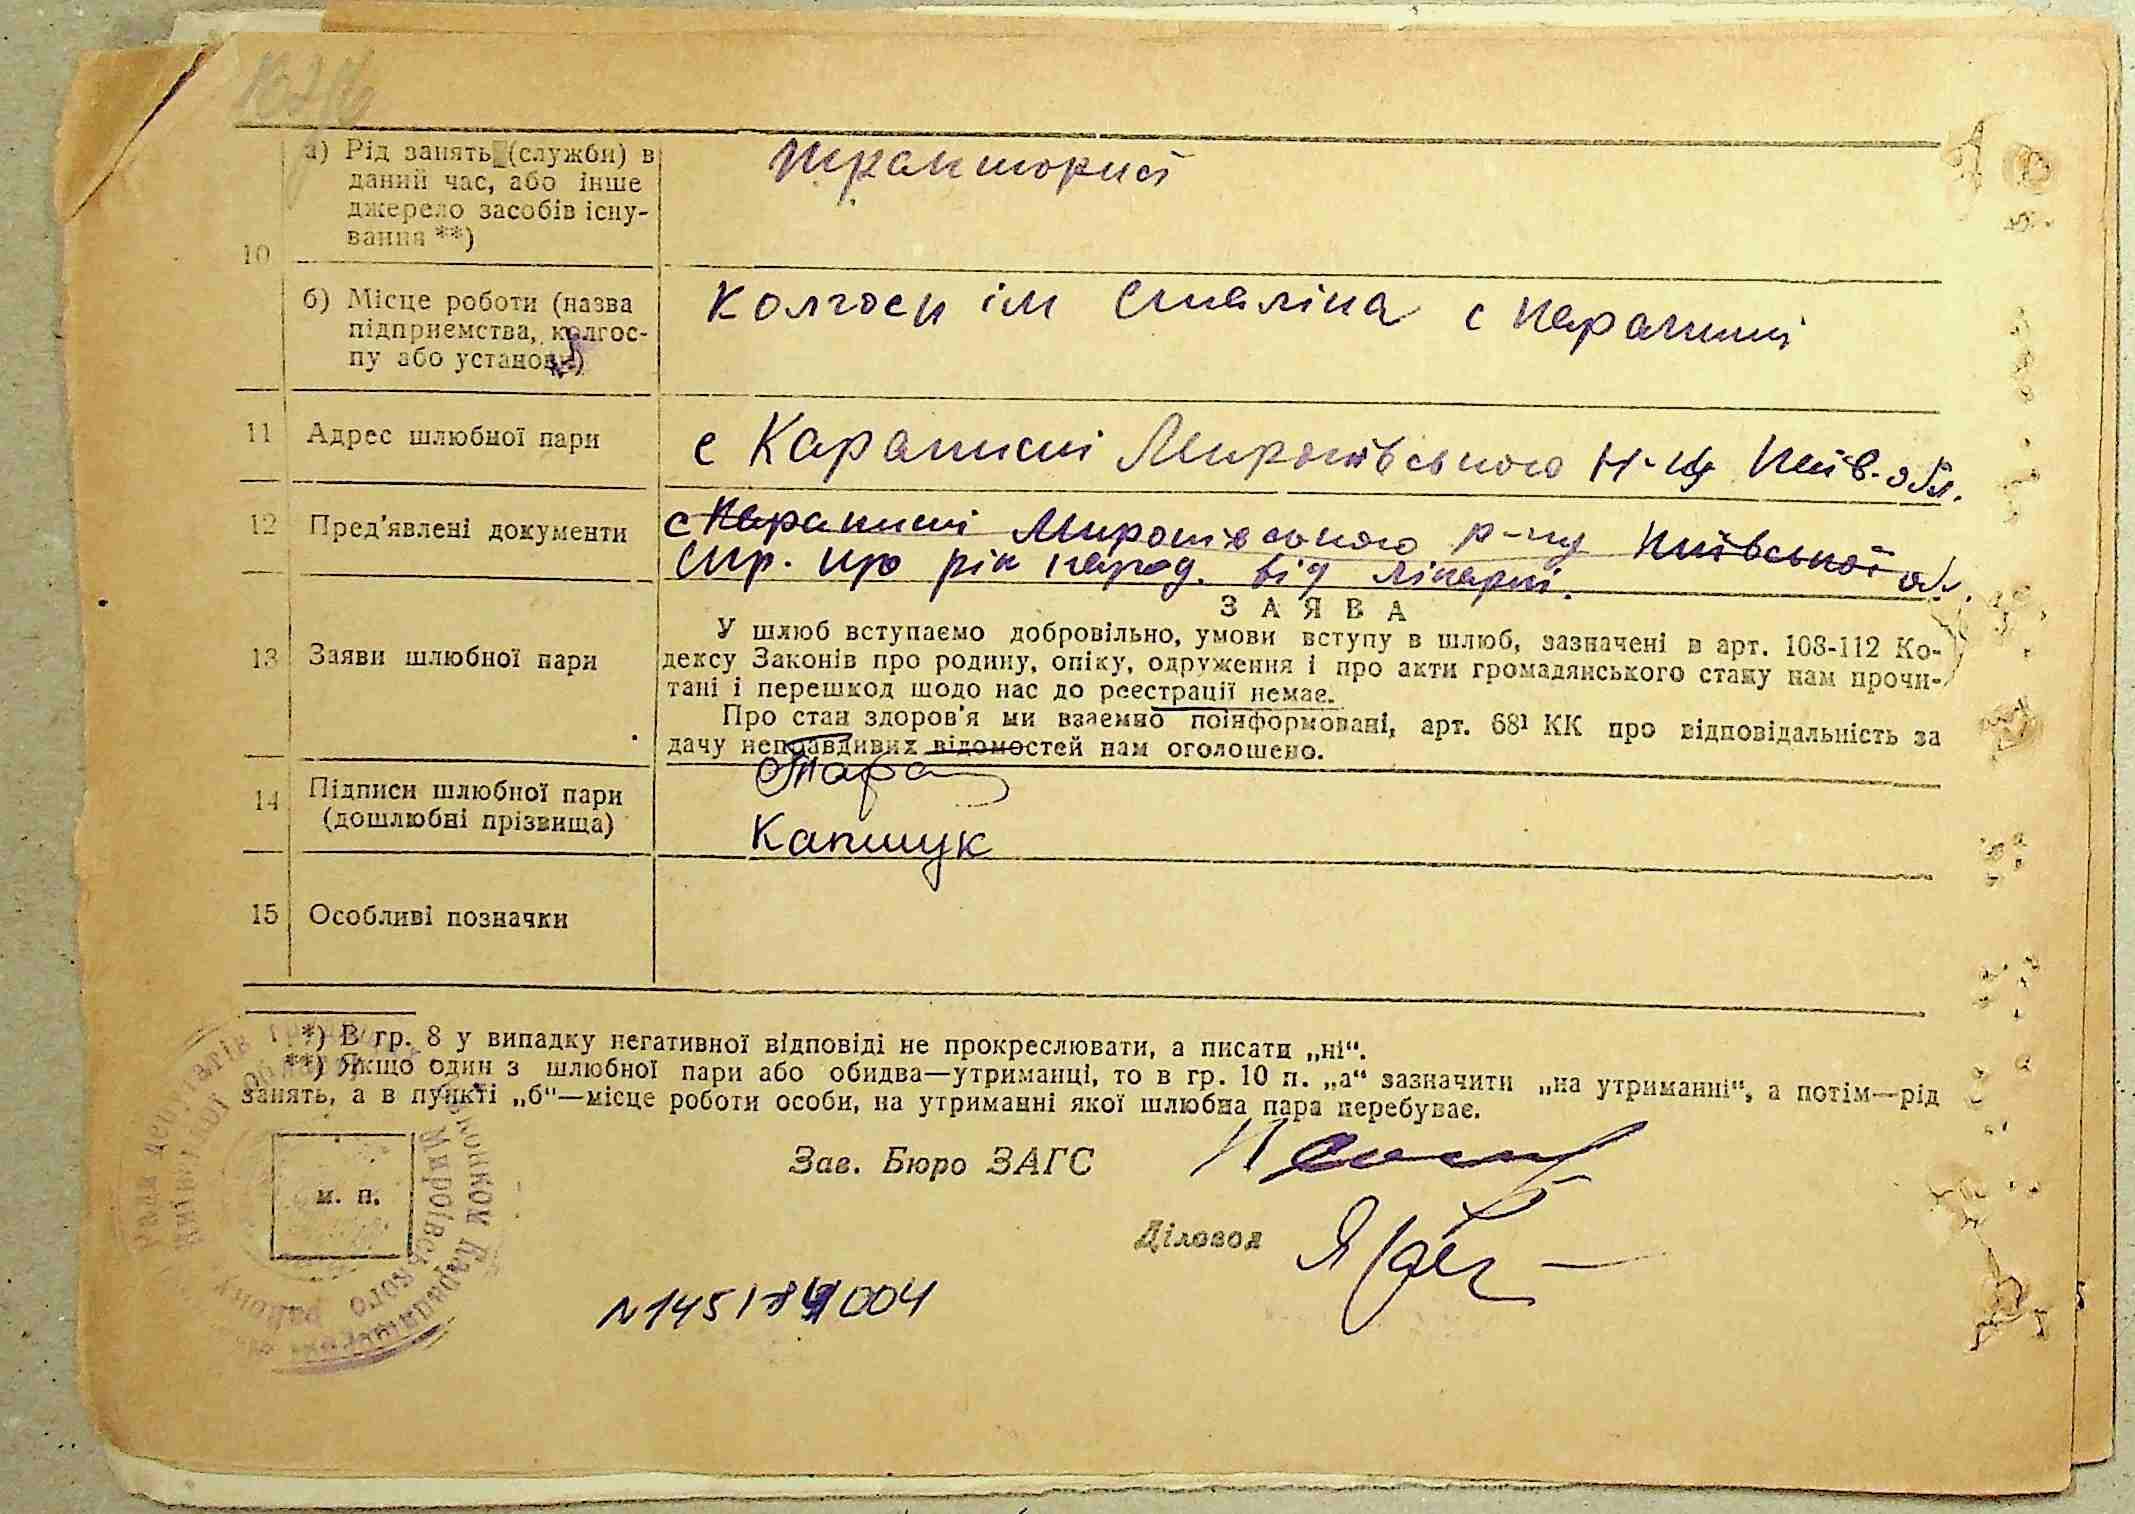 а) Рід занять (служби) в
даний час, або інше
джерело засобів існу-
вання **)
тракторист
10
б) Місце роботи (назва
підприємства, колгос-
пу або установи)
Колгосп ім Сталіна с Карапиші
11 Адрес шлюбної пари
с Карапиші Миронівського Київ. обл.
12 Пред'явлені документи
с Карапиші Миронівського р-ну Київської обл.
Спр. про рік народ. від лікарні.
ЗАЯВА
13 Заяви шлюбної пари
У шлюб вступаємо добровільно, умови вступу в шлюб, зазначені в арт. 108-112 Ко-
дексу Законів про родину, опіку, одруження і про акти громадянського стану нам прочи-
тані і перешкод щодо нас до реєстрації немає.
Про стан здоров'я ми взаємно поінформовані, арт. 68¹ КК про відповідальність за
дачу неправдивих відомостей нам оголошено.
14 Підписи шлюбної пари
(дошлюбні прізвища)
Капшук
15 Особливі позначки
*) В гр. 8 у випадку негативної відповіді не прокреслювати, а писати „ні“.
**) Якщо один з шлюбної пари або обидва—утриманці, то в гр. 10 п. „а“ зазначити „на утриманні“, а потім—рід
занять, а в пункті „б“—місце роботи особи, на утриманні якої шлюбна пара перебуває.
Зав. Бюро ЗАГС
м. п.
Діловод